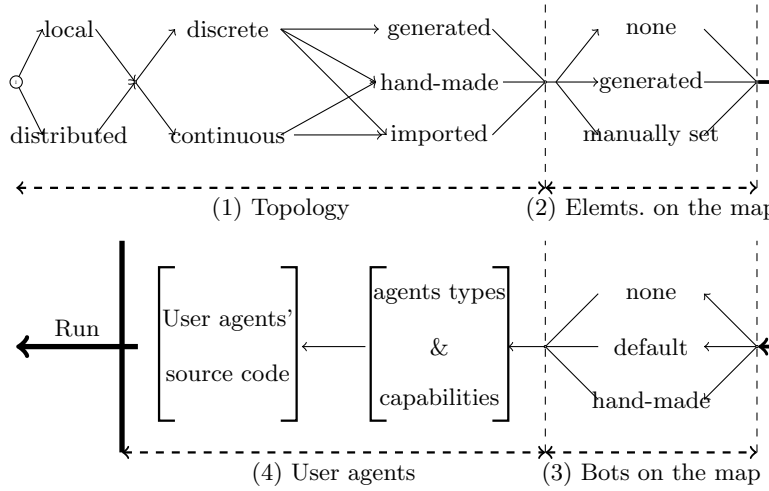 local discrete generated none
hand-made generated
distributed continuous imported manually set
(1) Topology (2) Elemts. on the map
agents types none
User agents'
Run & default
source code
capabilities hand-made
(4) User agents (3) Bots on the map